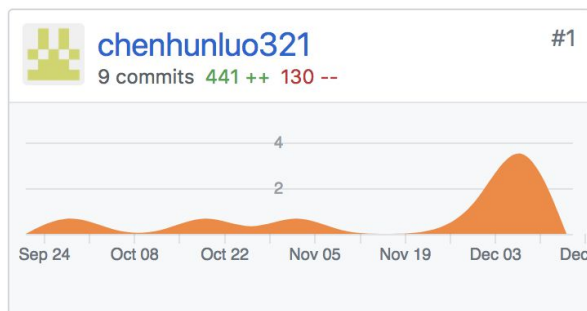 chenhunluo321
#1
9 commits 441 ++ 130 --
4
2
Sep 24 Oct 08 Oct 22 Nov 05 Nov 19 Dec 03 Dec